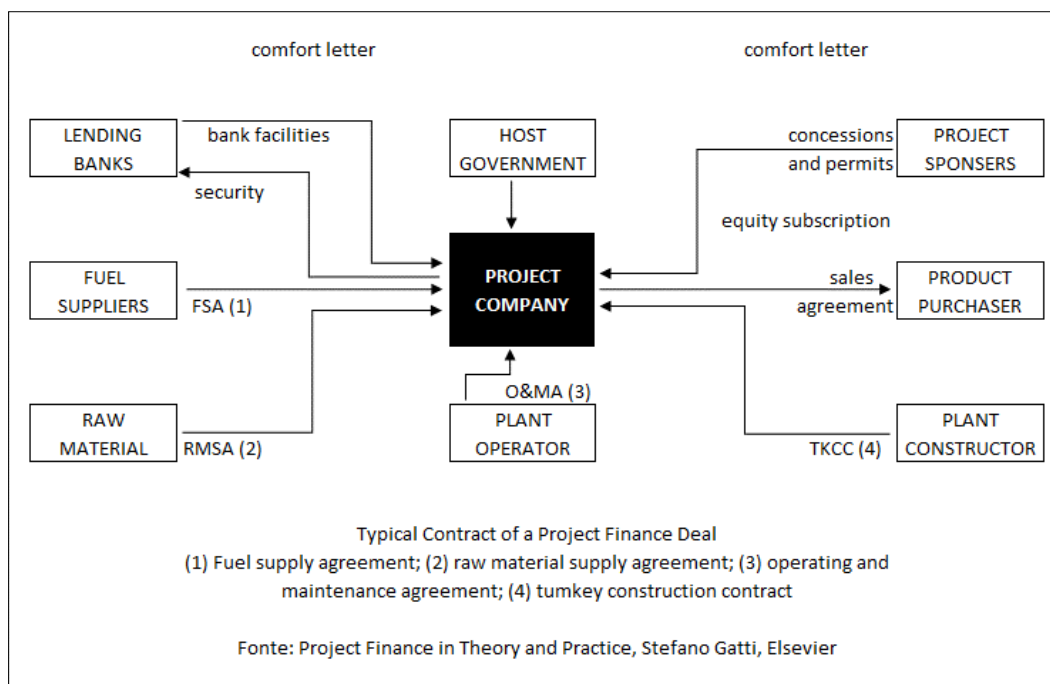 comfort letter
comfort letter
LENDING
BANKS
bank facilities
security
HOST
GOVERNMENT
concessions
and permits
PROJECT
SPONSERS
equity subscription
FUEL
SUPPLIERS
FSA (1)
PROJECT
COMPANY
sales
agreement
PRODUCT
PURCHASER
RAW
MATERIAL
RMSA (2)
O&MA (3)
PLANT
OPERATOR
TKCC (4)
PLANT
CONSTRUCTOR
Typical Contract of a Project Finance Deal
(1) Fuel supply agreement; (2) raw material supply agreement; (3) operating and
maintenance agreement; (4) tumkey construction contract
Fonte: Project Finance in Theory and Practice, Stefano Gatti, Elsevier